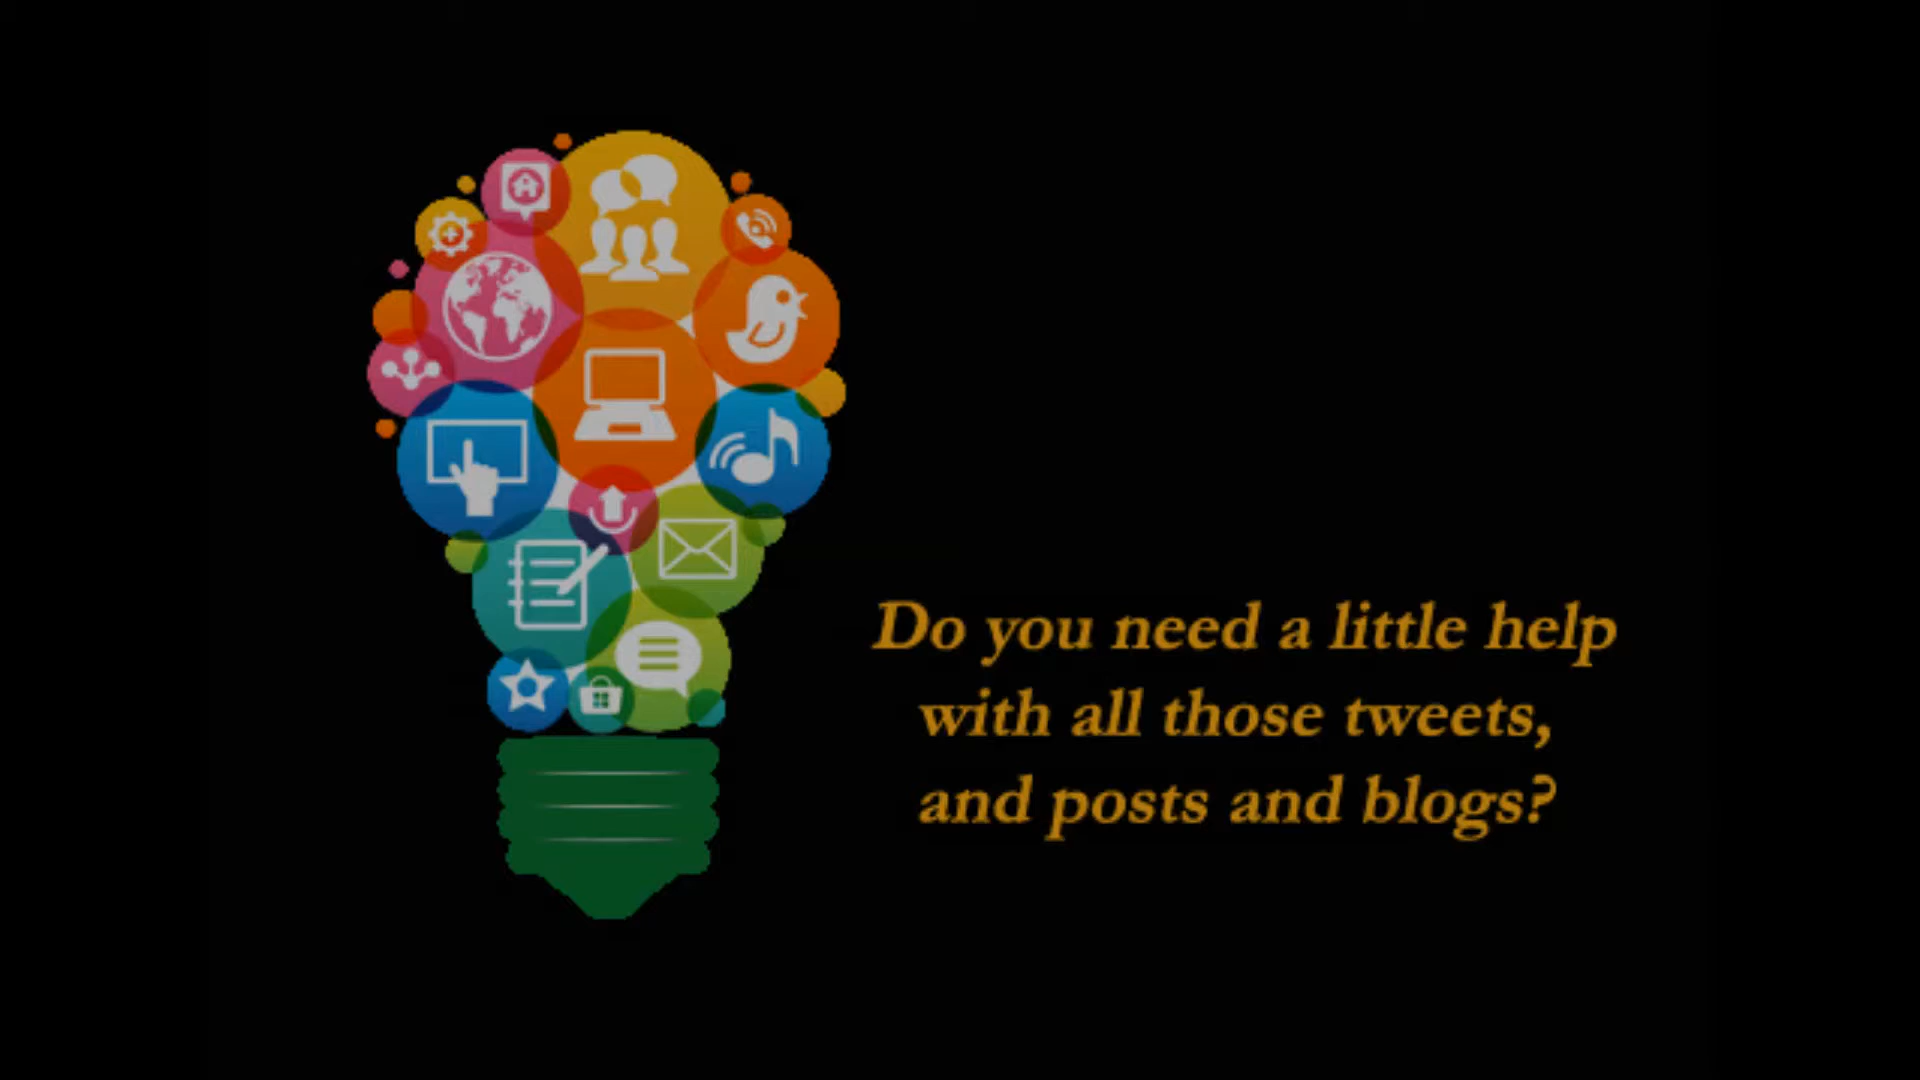 Do you need a little help
with all those tweets,
and posts and blogs?